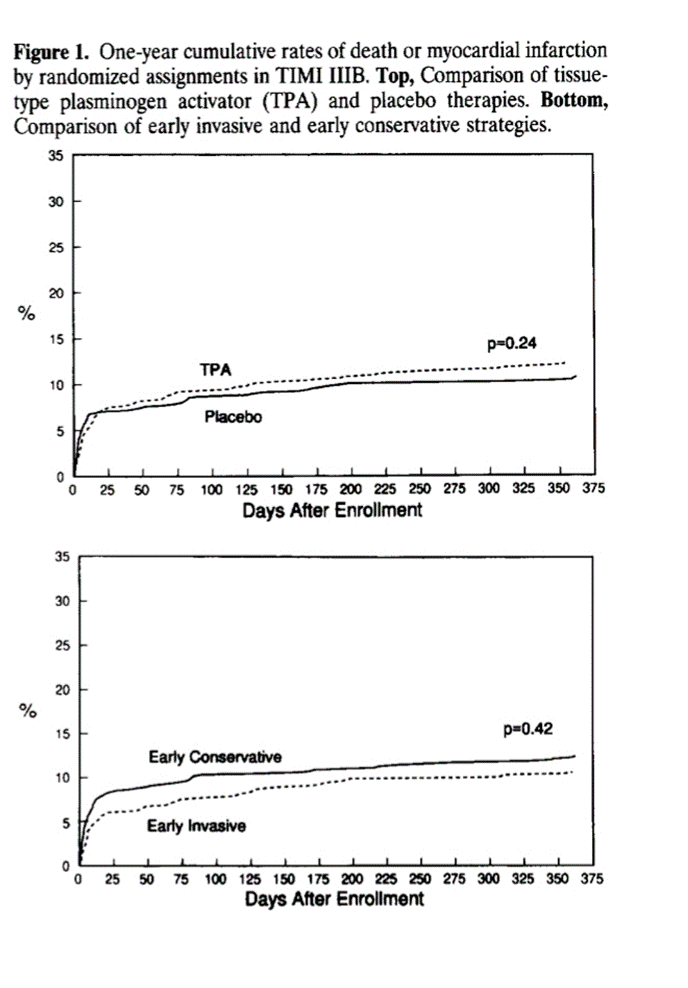 Figure 1. One-year cumulative rates of death or myocardial infarction
by randomized assignments in TIMI IIIB. Top, Comparison of tissue-
type plasminogen activator (TPA) and placebo therapies. Bottom,
Comparison of early invasive and early conservative strategies.
35
30
25
20
%
15
p=0.24
TPA
10
Placebo
5
0
0 25 50 75 100 125 150 175 200 225 250 275 300 325 350 375
Days After Enrollment
35
30
25
20
%
15
p=0.42
Early Conservative
10
5
Early Invasive
0
0 25 50 75 100 125 150 175 200 225 250 275 300 325 350 375
Days After Enrollment